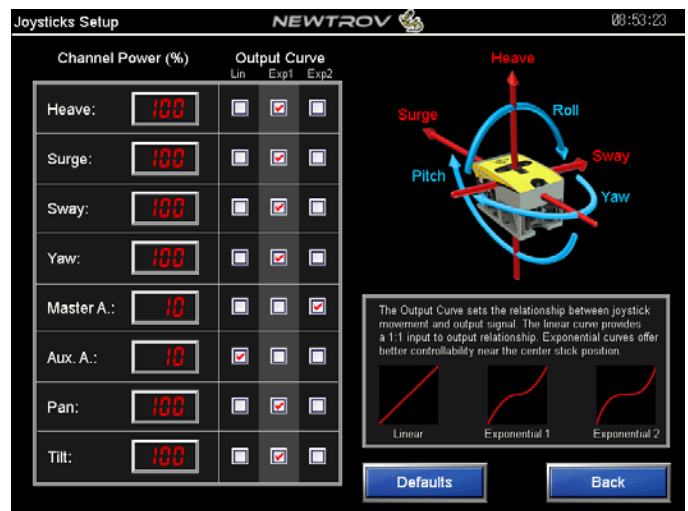 Joysticks Setup
NEWTROV
08:53:23
Channel Power (%)
Output Curve
Lin Exp1 Exp2
Heave: 100
Surge: 100
Sway: 100
Yaw: 100
Master A.: 10
Aux. A.: 10
Pan: 100
Tilt: 100
Heave
Surge
Roll
Sway
Pitch
Yaw
The Output Curve sets the relationship between joystick
movement and output signal. The linear curve provides
a 1:1 input to output relationship. Exponential curves offer
better controllability near the center stick position.
Linear
Exponential 1
Exponential 2
Defaults
Back